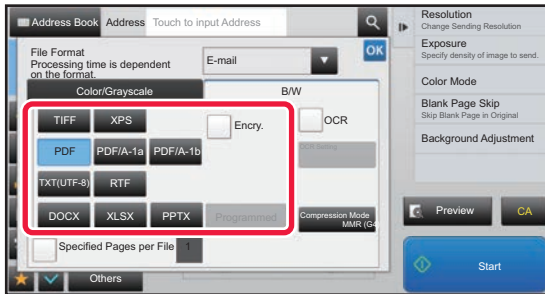 Address Book Address Touch to input Address
Resolution
Change Sending Resolution
Exposure
Specify density of image to send.
Color Mode
Blank Page Skip
Skip Blank Page in Original
Background Adjustment
Preview CA
Start
File Format
Processing time is dependent
on the format.
E-mail
OK
Color/Grayscale B/W
TIFF XPS Encry. OCR
PDF PDF/A-1a PDF/A-1b OCR Setting
TXT(UTF-8) RTF
DOCX XLSX PPTX Programmed Compression Mode
MMR (G4
Specified Pages per File 1
Others